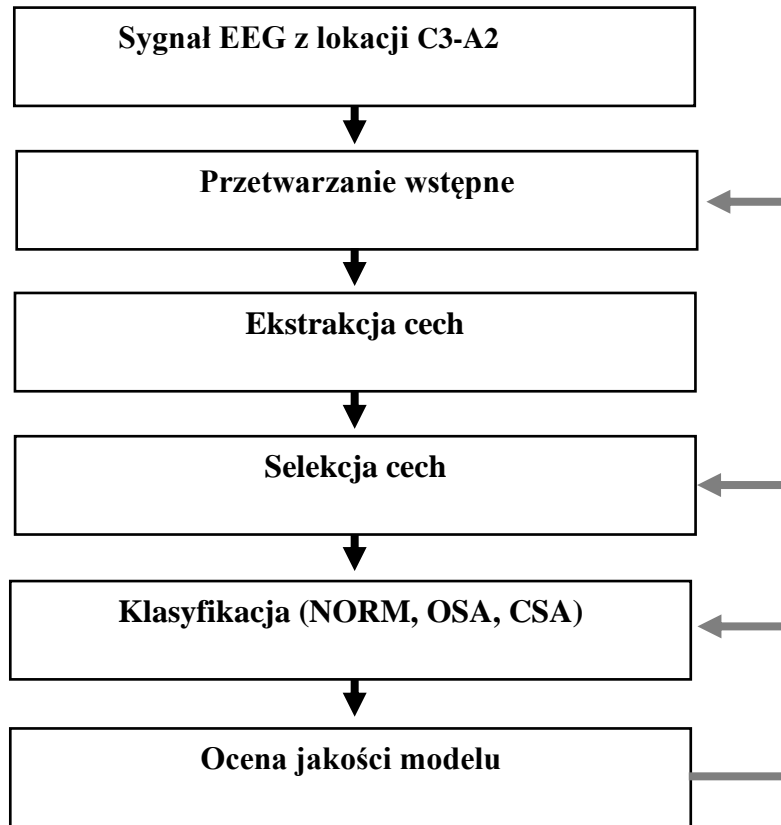 Sygnał EEG z lokacji C3-A2
Przetwarzanie wstępne
Ekstrakcja cech
Selekcja cech
Klasyfikacja (NORM, OSA, CSA)
Ocena jakości modelu